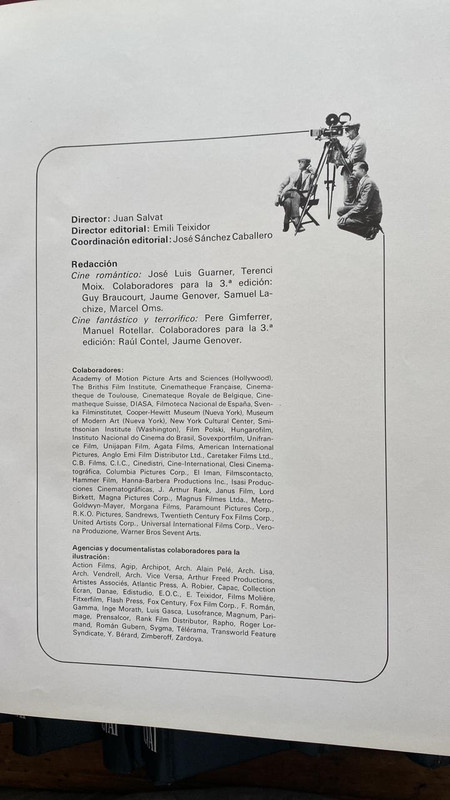 Director: Juan Salvat
Director editorial: Emili Teixidor
Coordinación editorial: José Sánchez Caballero
Redacción
Cine romántico: José Luis Guarner, Terenci
Moix. Colaboradores para la 3.ª edición:
Guy Braucourt, Jaume Genover, Samuel La-
chize, Marcel Oms.
Cine fantástico y terrorífico: Pere Gimferrer,
Manuel Rotellar. Colaboradores para la 3.ª
edición: Raúl Contel, Jaume Genover.
Colaboradores:
Academy of Motion Picture Arts and Sciences (Hollywood),
The Brithis Film Institute, Cinematheque Française, Cinema-
theque de Toulouse, Cinemateque Royale de Belgique, Cine-
matheque Suisse, DIASA, Filmoteca Nacional de España, Sven-
ka Filminstitutet, Cooper-Hewitt Museum (Nueva York), Museum
of Modern Art (Nueva York), New York Cultural Center, Smi-
thsonian Institute (Washington), Film Polski, Hungarofilm,
Instituto Nacional do Cinema do Brasil, Sovexportfilm, Unifran-
ce Film, Unijapan Film, Agata Films, American International
Pictures, Anglo Emi Film Distributor Ltd., Caretaker Films Ltd.,
C.B. Films, C.I.C., Cinedistri, Cine-International, Clesi Cinema-
tográfica, Columbia Pictures Corp., El Iman, Filmscontacto,
Hammer Film, Hanna-Barbera Productions Inc., Isasi Produc-
ciones Cinematográficas, J. Arthur Rank, Janus Film, Lord
Birkett, Magna Pictures Corp., Magnus Filmes Ltda., Metro-
Goldwyn-Mayer, Morgana Films, Paramount Pictures Corp.,
R.K.O. Pictures, Sandrews, Twentieth Century Fox Films Corp.,
United Artists Corp., Universal International Films Corp., Vero-
na Produzione, Warner Bros Sevent Arts.
Agencias y documentalistas colaboradores para la
ilustración:
Action Films, Agip, Archipot, Arch. Alain Pelé, Arch. Lisa,
Arch. Vendrell, Arch. Vice Versa, Arthur Freed Productions,
Artistes Associés, Atlantic Press, A. Robier, Capac, Collection
Ecran, Danae, Edistudio, E.O.C., E. Teixidor, Films Molière,
Fitxerfilm, Flash Press, Fox Century, Fox Film Corp., F. Román,
Gamma, Inge Morath, Luis Gasca, Lusofrance, Magnum, Pari-
mage, Prensalcor, Rank Film Distributor, Rapho, Roger Lor-
mand, Román Gubern, Sygma, Télérama, Transworld Feature
Syndicate, Y. Bérard, Zimberoff, Zardoya.